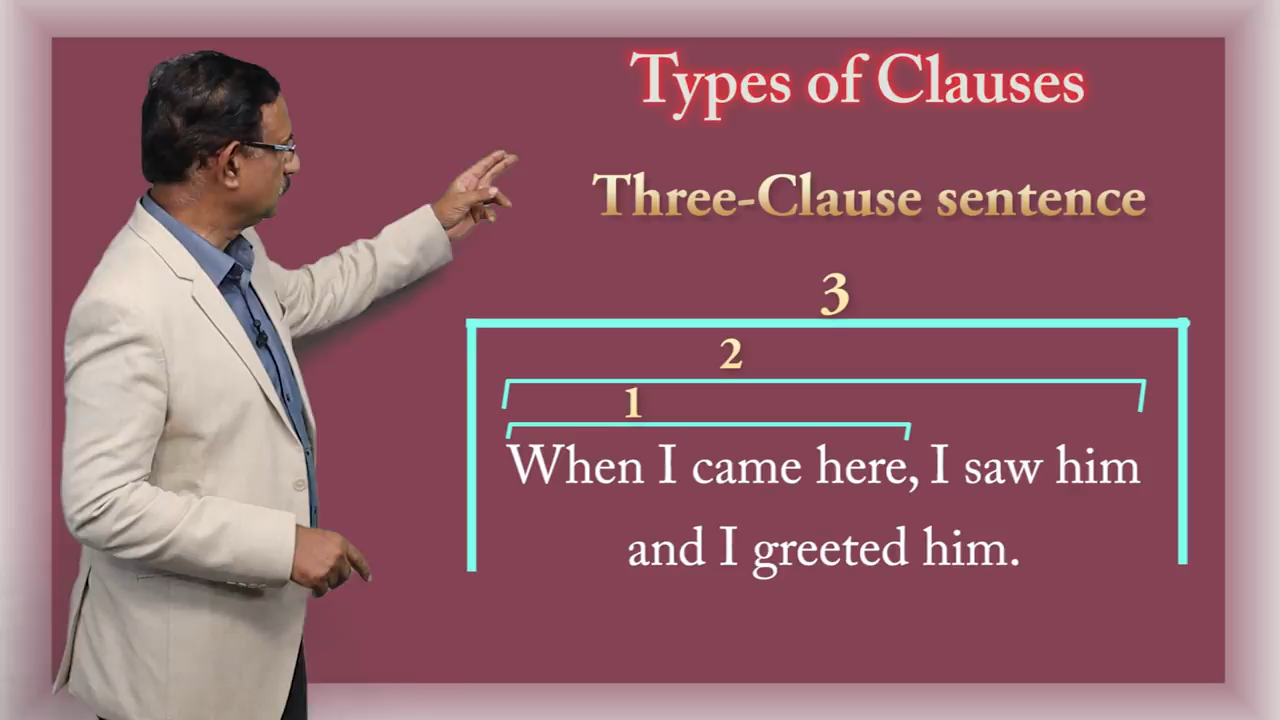 Types of Clauses
Three-Clause sentence
3
2
1
When I came here, I saw him
and I greeted him.